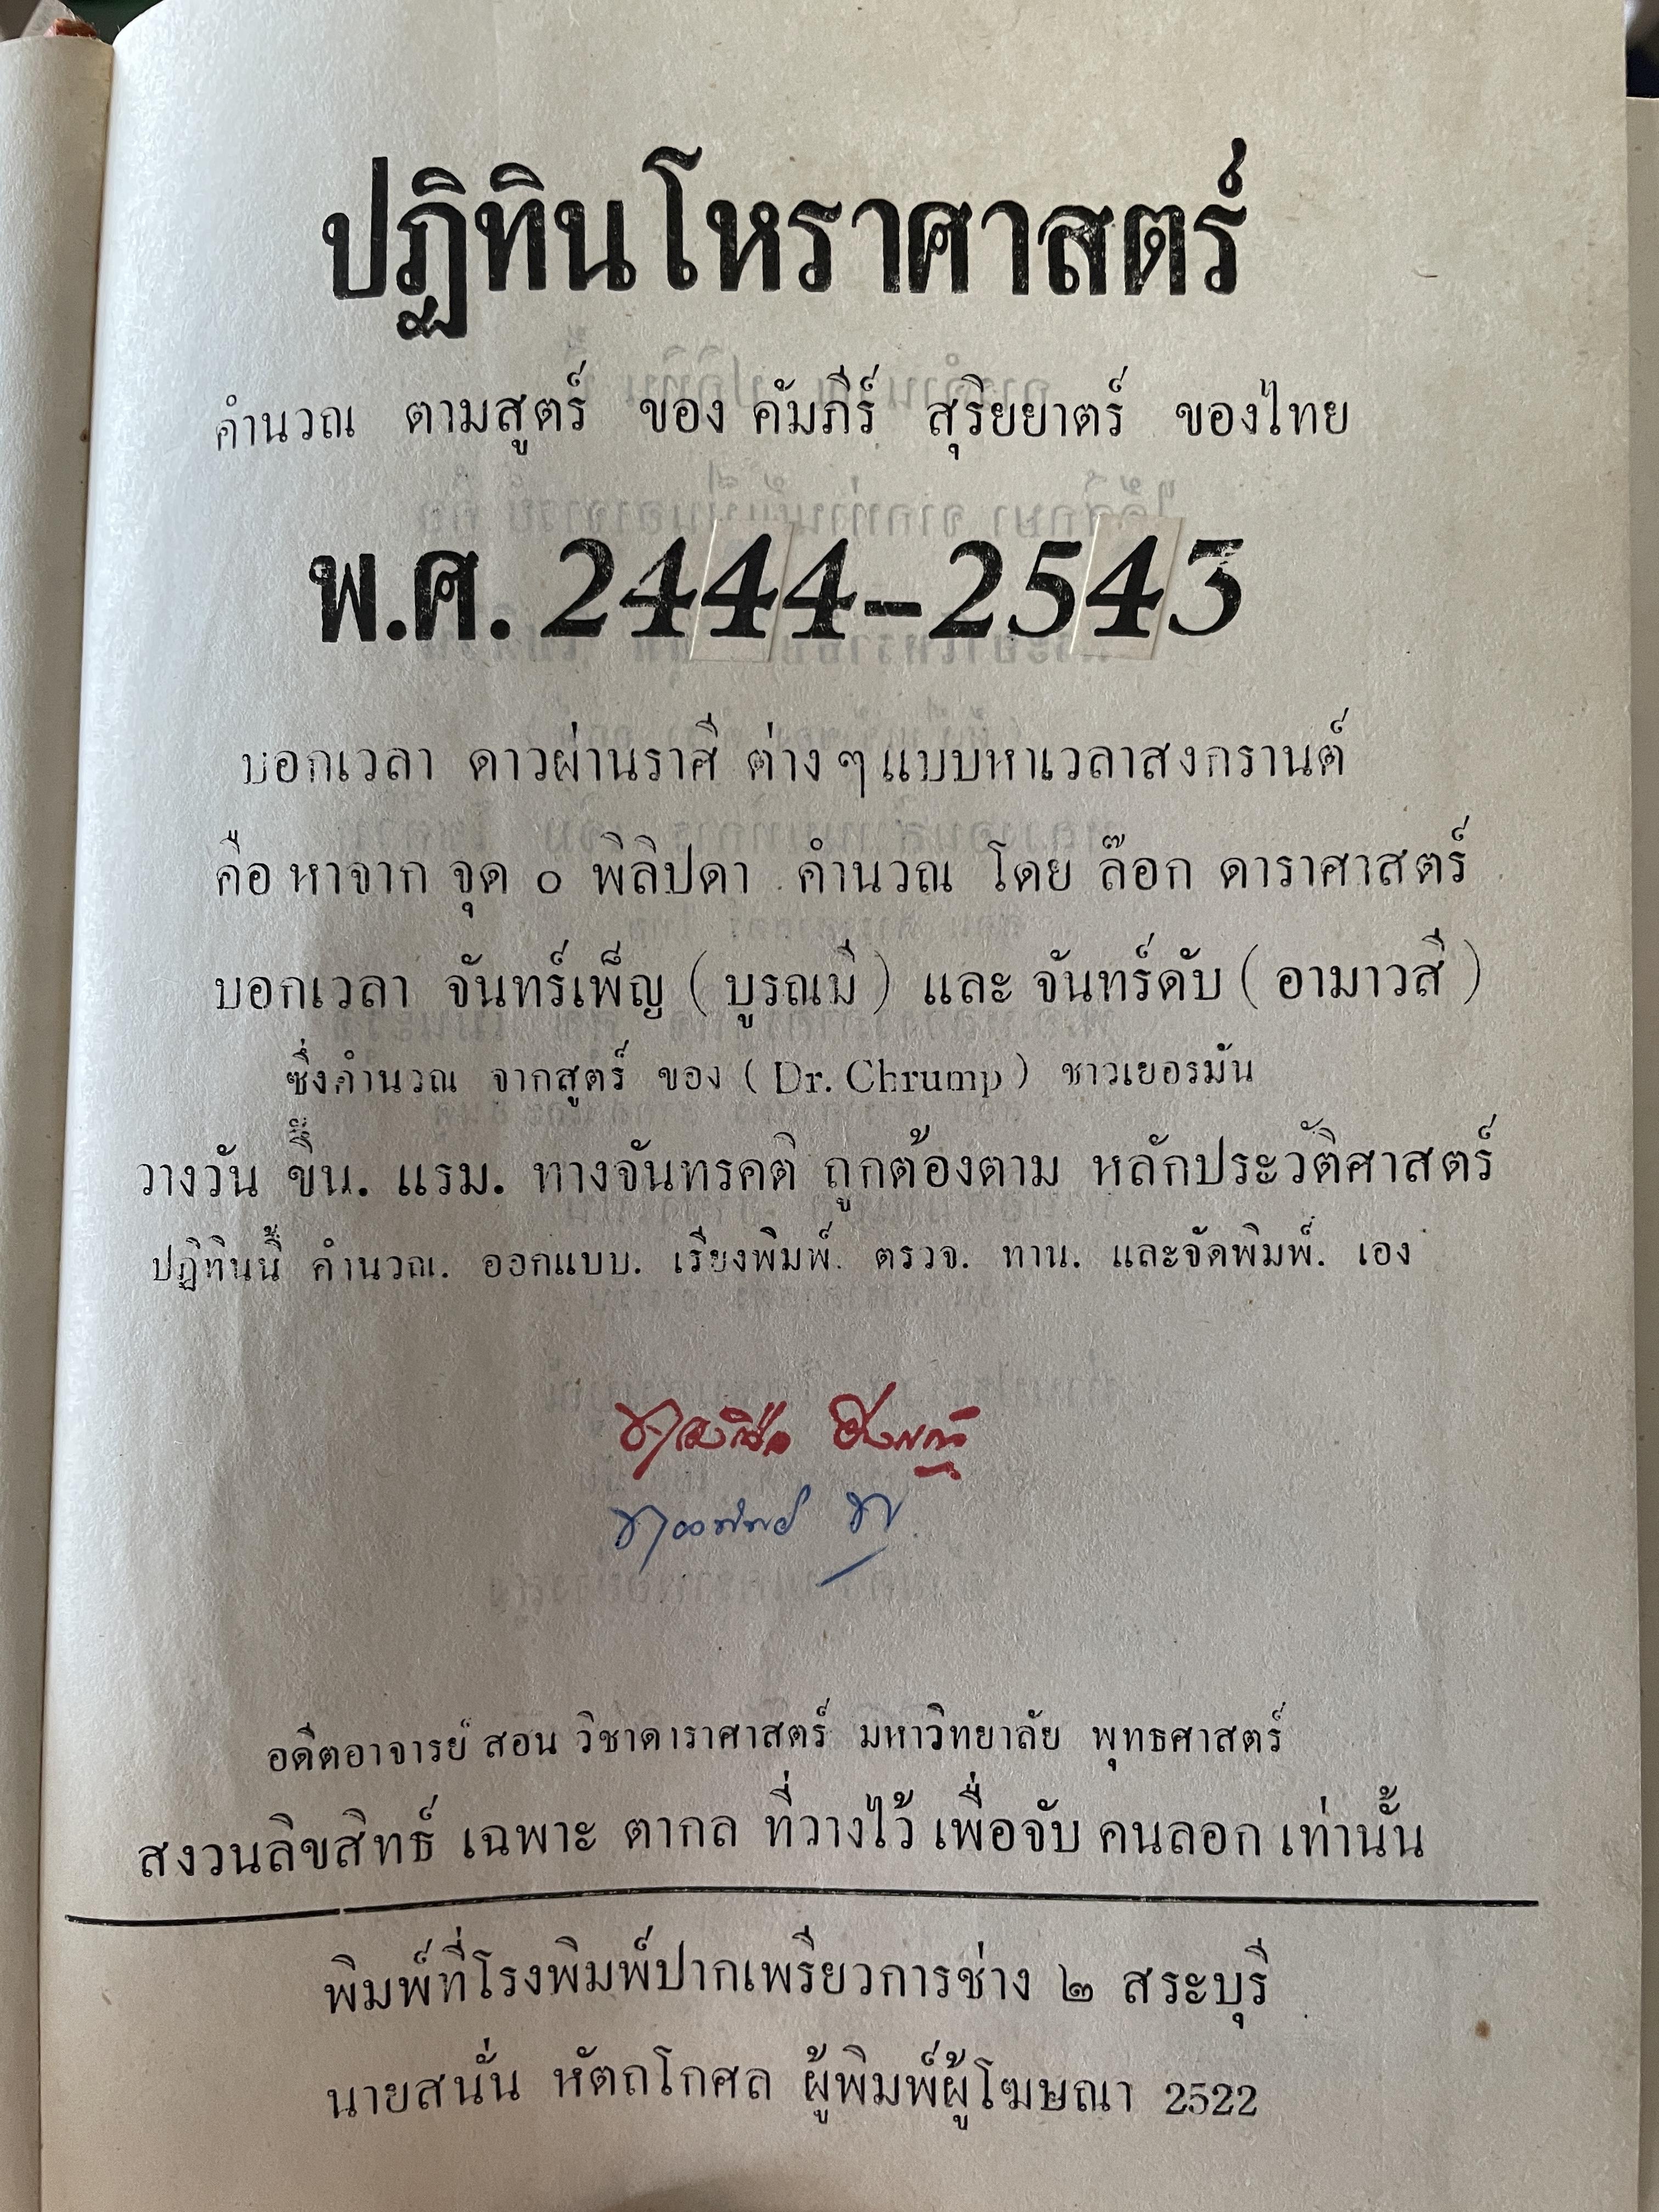 ปฏิทินโหราศาสตร์
คำนวณ ตามสูตร์ ของ คัมภีร์ สุริยยาตร์ ของไทย
พ.ศ. 2444-2543
บอกเวลา ดาวผ่านราศี ต่าง ๆ แบบหาเวลาสงกรานต์
คือ หาจาก จุด ๐ พิลิปดา คำนวณ โดย ล๊อก ดาราศาสตร์
บอกเวลา จันทร์เพ็ญ ( บูรณมี ) และ จันทร์ดับ ( อามาวสี )
ซึ่งคำนวณ จากสูตร์ ของ ( Dr. Chrump ) ชาวเยอรมัน
วางวัน ขึ้น. แรม. ทางจันทรคติ ถูกต้องตาม หลักประวัติศาสตร์
ปฏิทินนี้ คำนวณ. ออกแบบ. เรียงพิมพ์. ตรวจ. ทาน. และจัดพิมพ์. เอง
อดีตอาจารย์ สอน วิชาดาราศาสตร์ มหาวิทยาลัย พุทธศาสตร์
สงวนลิขสิทธิ์ เฉพาะ ตากล ที่วางไว้ เพื่อจับ คนลอก เท่านั้น
พิมพ์ที่โรงพิมพ์ปากเพรียวการช่าง ๒ สระบุรี
นายสนั่น หัตถโกศล ผู้พิมพ์ผู้โฆษณา 2522